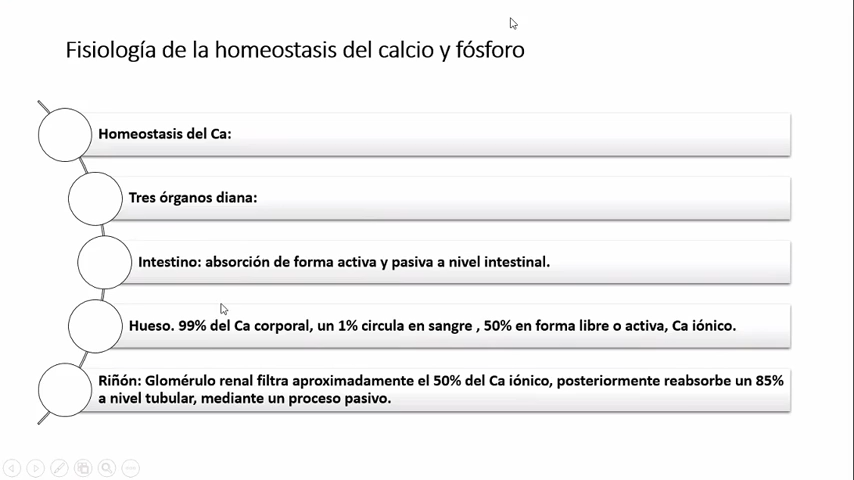 Fisiología de la homeostasis del calcio y fósforo
Homeostasis del Ca:
Tres órganos diana:
Intestino: absorción de forma activa y pasiva a nivel intestinal.
Hueso. 99% del Ca corporal, un 1% circula en sangre , 50% en forma libre o activa, Ca iónico.
Riñón: Glomérulo renal filtra aproximadamente el 50% del Ca iónico, posteriormente reabsorbe un 85%
a nivel tubular, mediante un proceso pasivo.